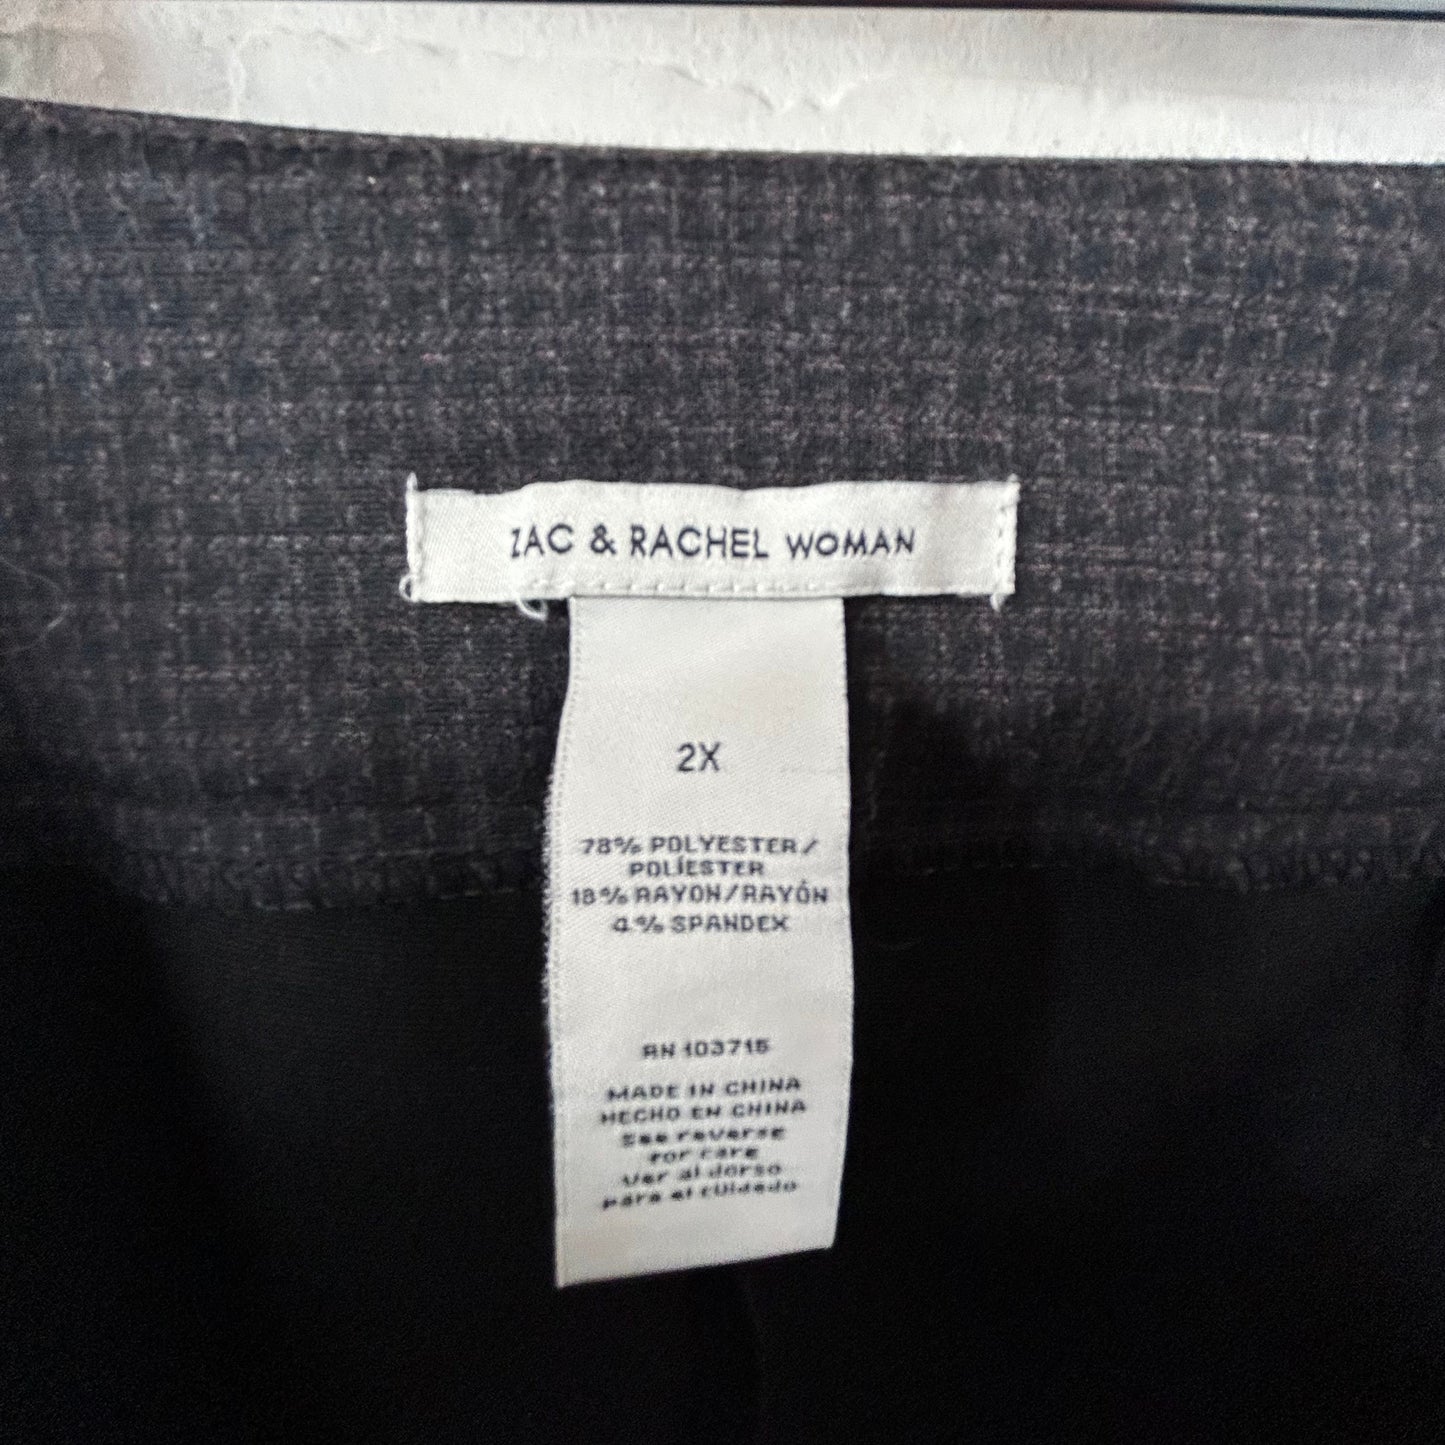 ZAC & RACHEL WOMAN
2X
78% POLYESTER/
POLÍESTER
18% RAYON/RAYÓN
4% SPANDEX
RN 103715
MADE IN CHINA
HECHO EN CHINA
See reverse
for care
Ver al dorso
para el cuidado